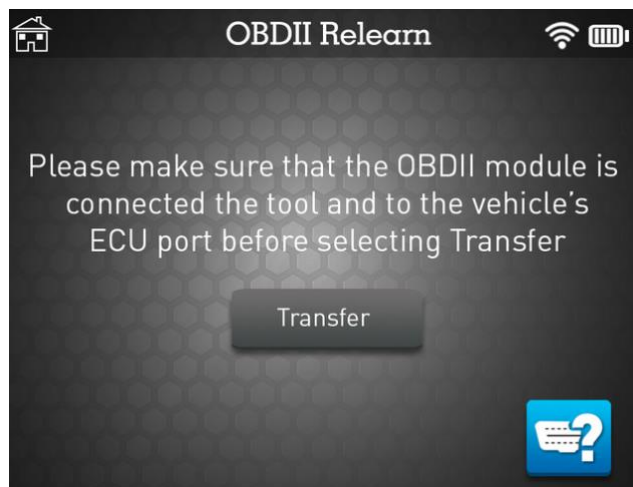 OBDII Relearn
Please make sure that the OBDII module is
connected the tool and to the vehicle's
ECU port before selecting Transfer
Transfer
?